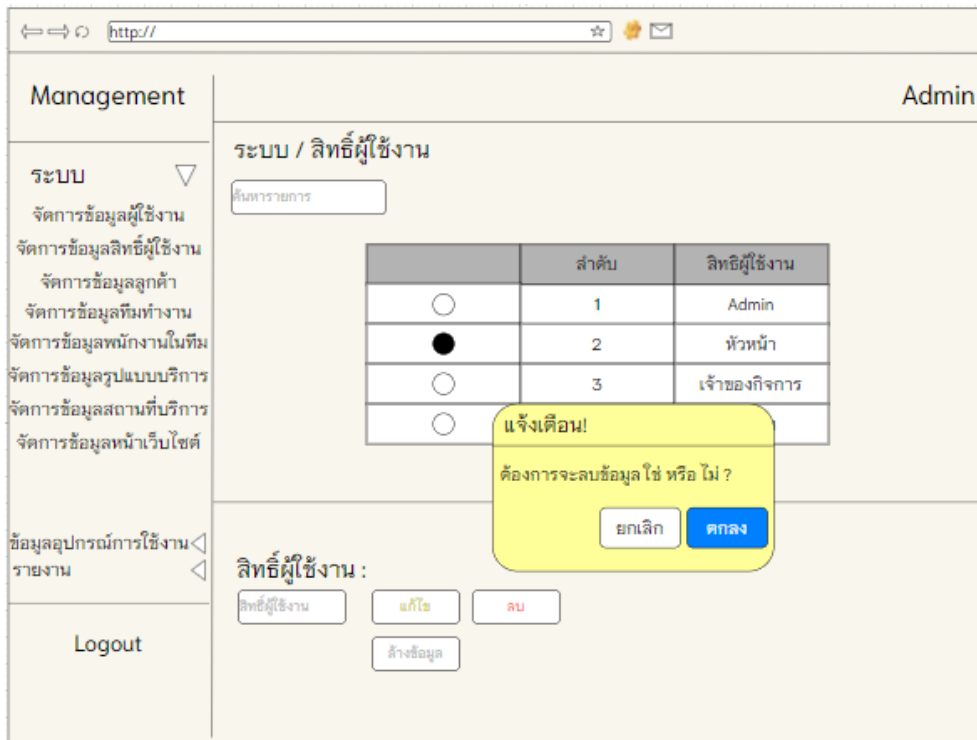 http://
Management
Admin
ระบบ / สิทธิ์ผู้ใช้งาน
ค้นหารายการ
ระบบ
จัดการข้อมูลผู้ใช้งาน
จัดการข้อมูลสิทธิ์ผู้ใช้งาน
จัดการข้อมูลลูกค้า
จัดการข้อมูลทีมทำงาน
จัดการข้อมูลพนักงานในทีม
จัดการข้อมูลรูปแบบบริการ
จัดการข้อมูลสถานที่บริการ
จัดการข้อมูลหน้าเว็บไซต์
ข้อมูลอุปกรณ์การใช้งาน
รายงาน
Logout
ลำดับ สิทธิผู้ใช้งาน
1 Admin
2 หัวหน้า
3 เจ้าของกิจการ
แจ้งเตือน!
ต้องการจะลบข้อมูล ใช่ หรือ ไม่ ?
ยกเลิก ตกลง
สิทธิ์ผู้ใช้งาน :
สิทธิ์ผู้ใช้งาน แก้ไข ลบ
ล้างข้อมูล